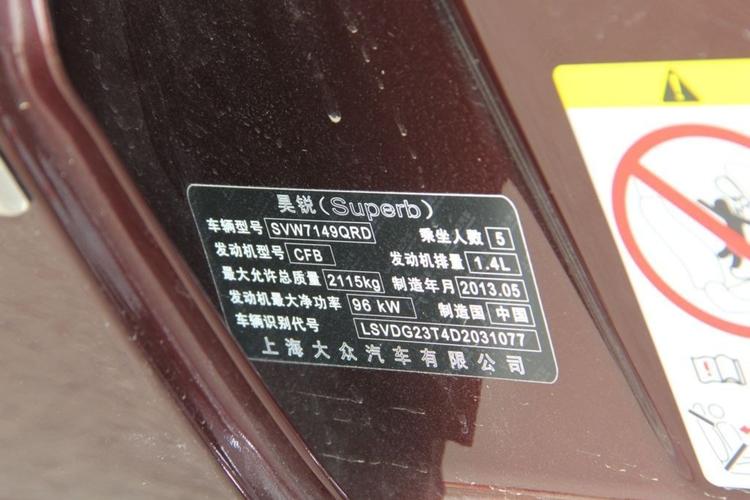 昊锐(Superb)
车辆型号 SVW7149QRD 乘坐人数 5
发动机型号 CFB 发动机排量 1.4L
最大允许总质量 2115kg 制造年月 2013.05
发动机最大净功率 96 kW 制造国 中国
车辆识别代号 LSVDG23T4D2031077
上海大众汽车有限公司